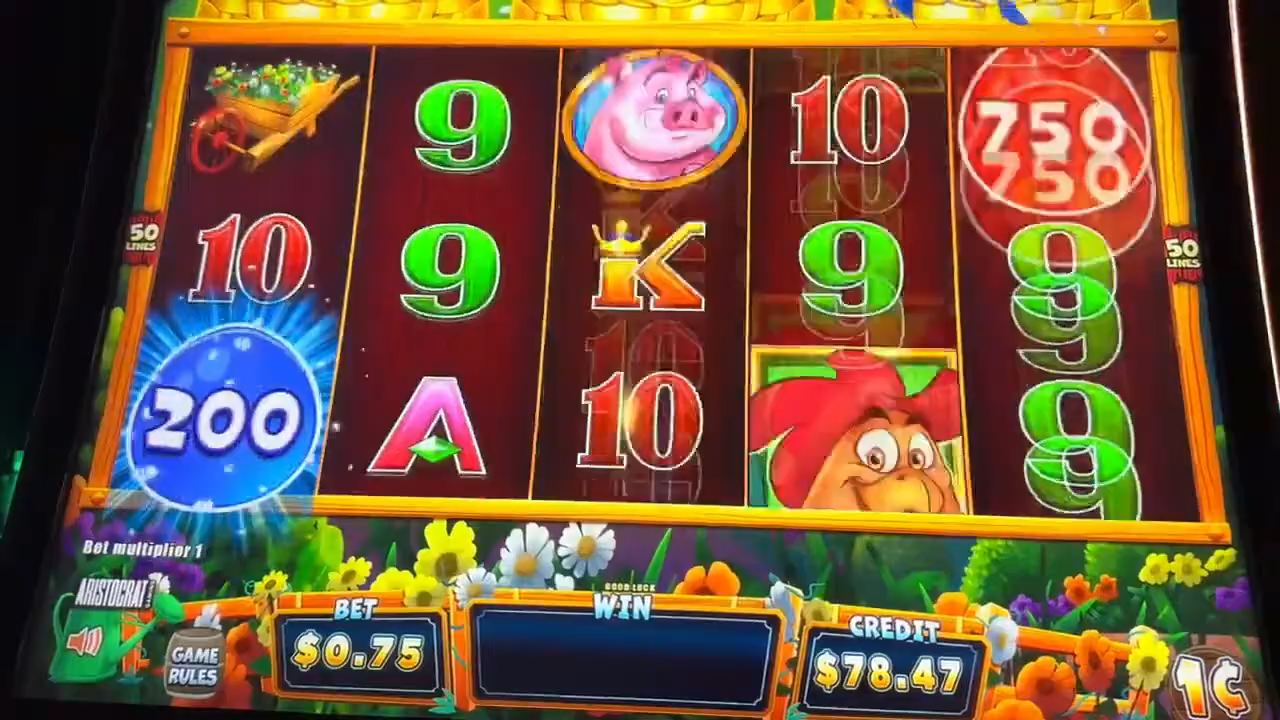 9
10
750
750
50
LINES
10
9
K
9
9
50
LINES
200
A
10
9
Bet multiplier 1
ARISTOCRAT
GAME
RULES
BET
$0.75
GOOD LUCK
WIN
CREDIT
$78.47
1¢